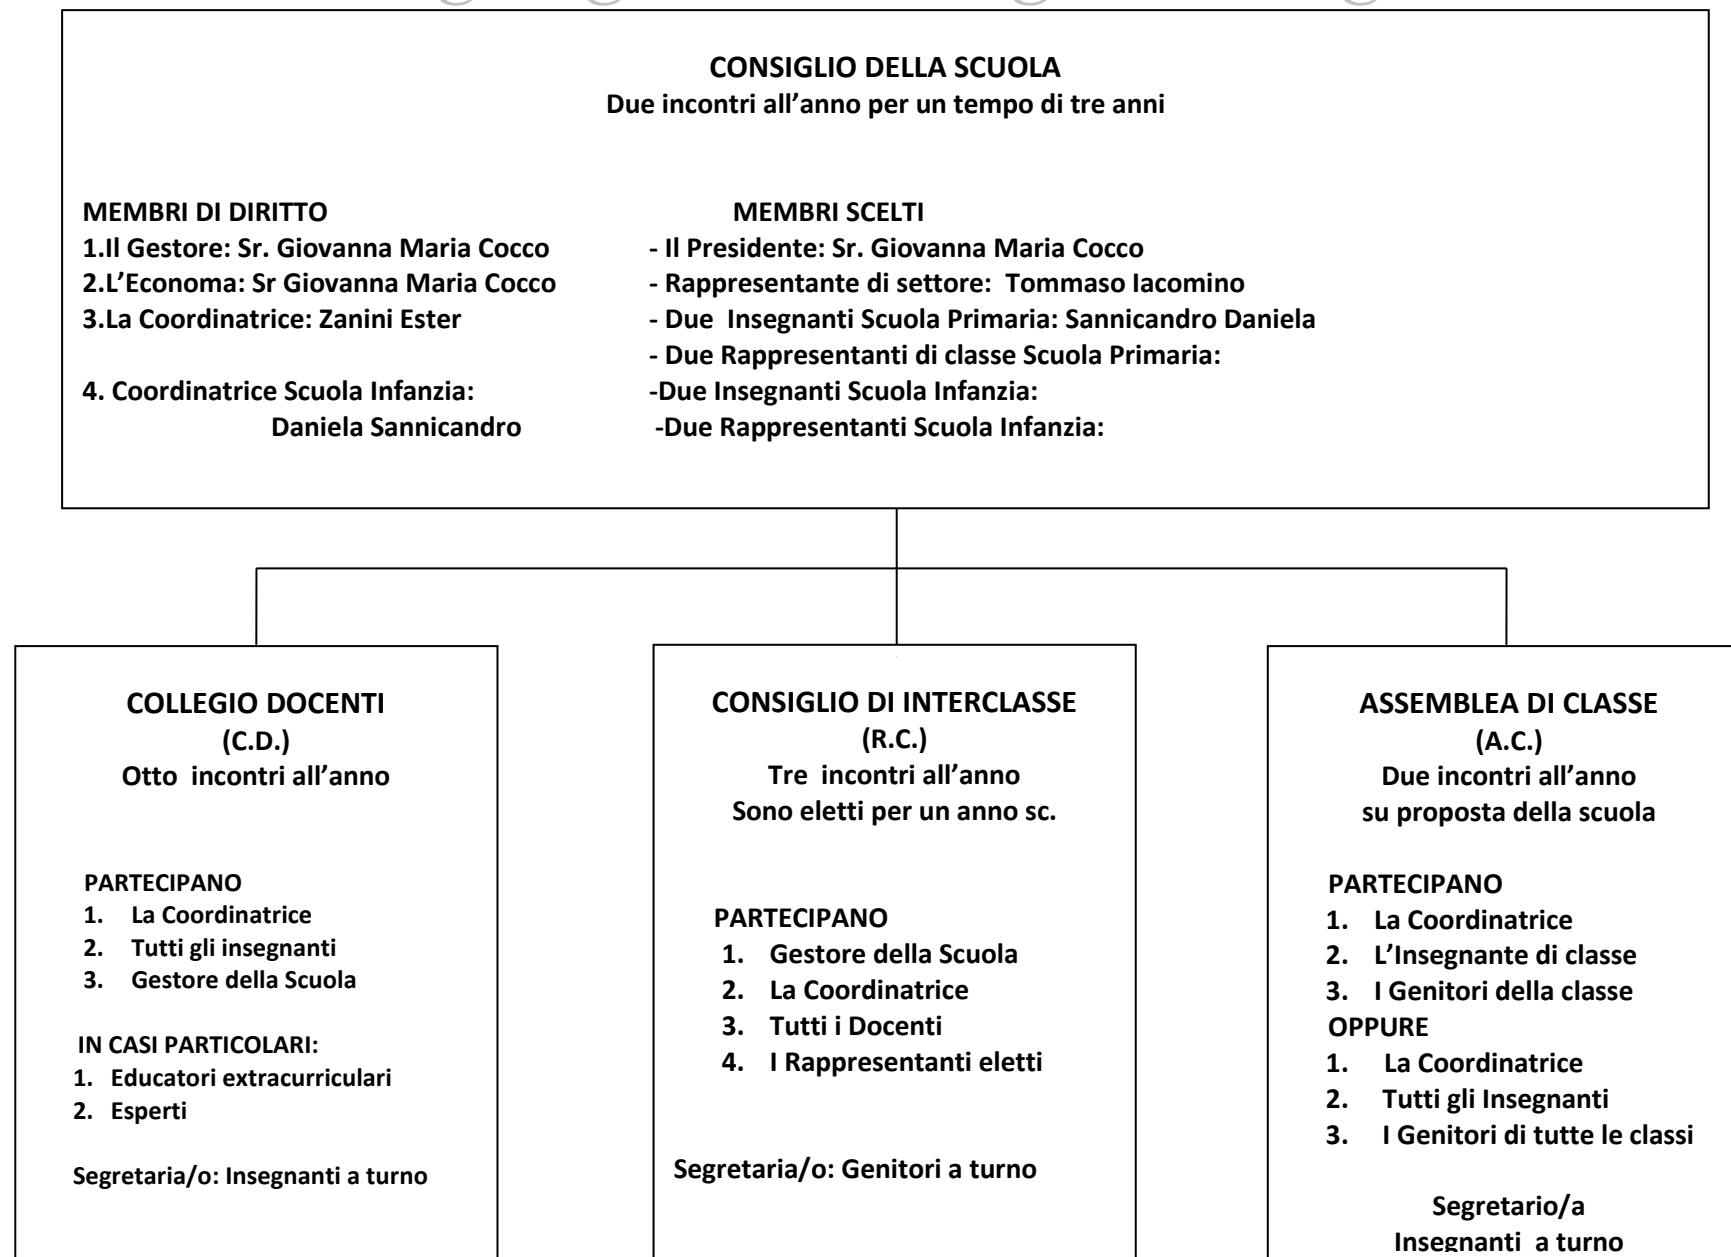 CONSIGLIO DELLA SCUOLA
Due incontri all’anno per un tempo di tre anni
MEMBRI DI DIRITTO
1.Il Gestore: Sr. Giovanna Maria Cocco
2.L’Economa: Sr Giovanna Maria Cocco
3.La Coordinatrice: Zanini Ester
4. Coordinatrice Scuola Infanzia:
Daniela Sannicandro
MEMBRI SCELTI
- Il Presidente: Sr. Giovanna Maria Cocco
- Rappresentante di settore: Tommaso Iacomino
- Due Insegnanti Scuola Primaria: Sannicandro Daniela
- Due Rappresentanti di classe Scuola Primaria:
-Due Insegnanti Scuola Infanzia:
-Due Rappresentanti Scuola Infanzia:
COLLEGIO DOCENTI
(C.D.)
Otto incontri all’anno
PARTECIPANO
1. La Coordinatrice
2. Tutti gli insegnanti
3. Gestore della Scuola
IN CASI PARTICOLARI:
1. Educatori extracurriculari
2. Esperti
Segretaria/o: Insegnanti a turno
CONSIGLIO DI INTERCLASSE
(R.C.)
Tre incontri all’anno
Sono eletti per un anno sc.
PARTECIPANO
1. Gestore della Scuola
2. La Coordinatrice
3. Tutti i Docenti
4. I Rappresentanti eletti
Segretaria/o: Genitori a turno
ASSEMBLEA DI CLASSE
(A.C.)
Due incontri all’anno
su proposta della scuola
PARTECIPANO
1. La Coordinatrice
2. L’Insegnante di classe
3. I Genitori della classe
OPPURE
1. La Coordinatrice
2. Tutti gli Insegnanti
3. I Genitori di tutte le classi
Segretario/a
Insegnanti a turno